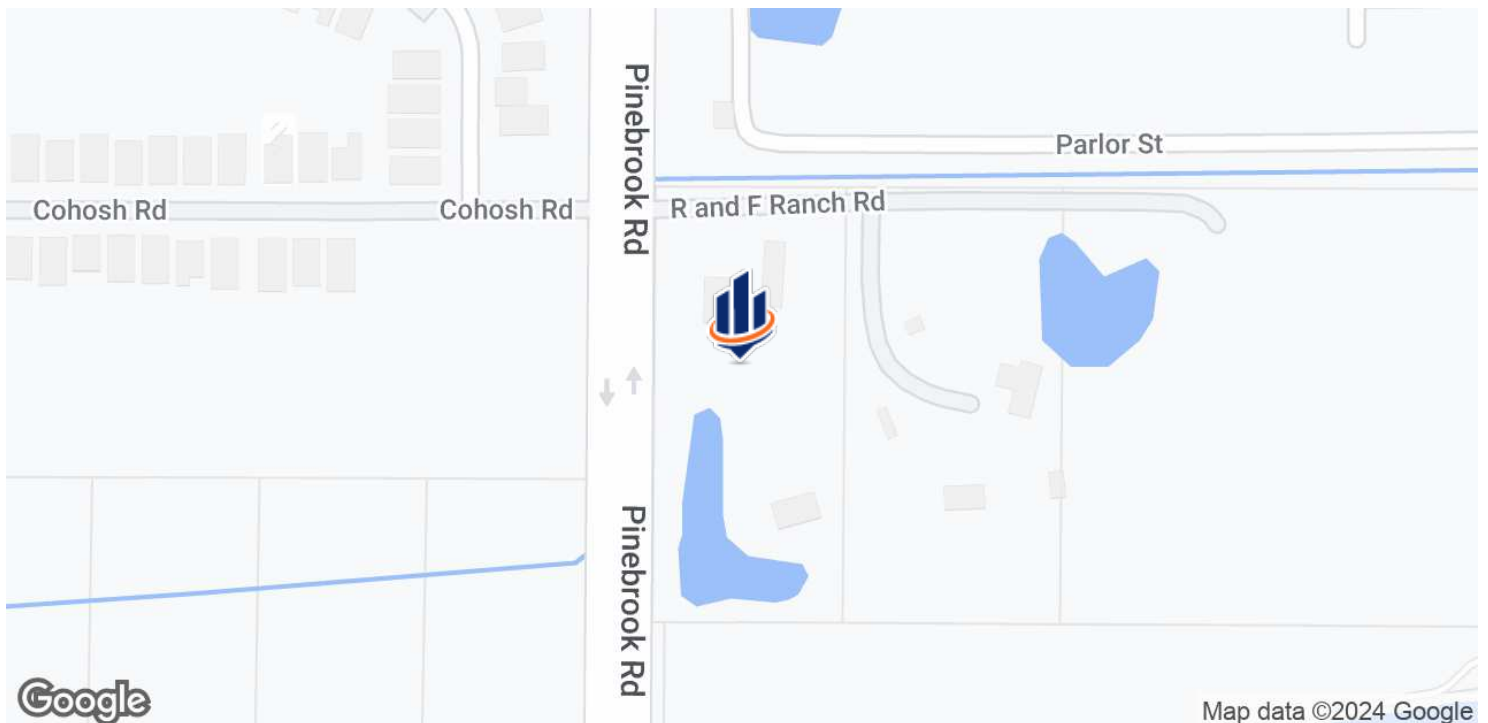 Pinebrook Rd
Parlor St
Cohosh Rd
Cohosh Rd
R and F Ranch Rd
Pinebrook Rd
Google
Map data ©2024 Google